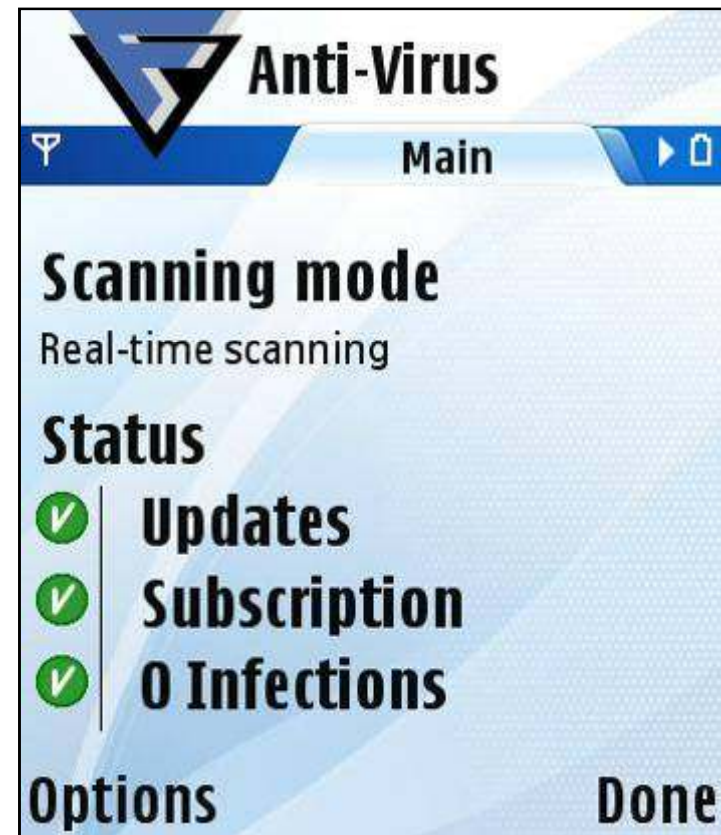 Anti-Virus
Main
Scanning mode
Real-time scanning
Status
Updates
Subscription
0 Infections
Options Done